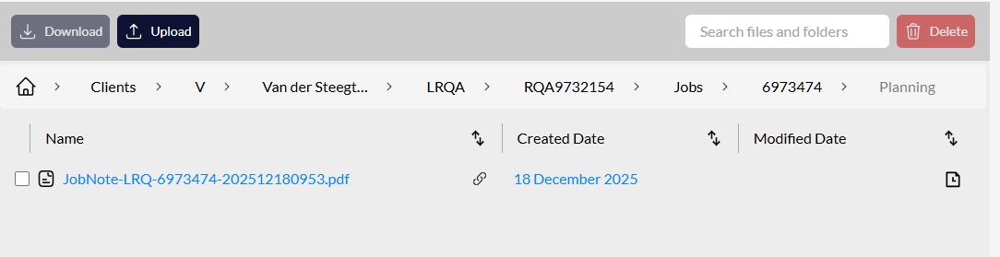 Download Upload Search files and folders Delete
Clients V Van der Steegt... LRQA RQA9732154 Jobs 6973474 Planning
Name Created Date Modified Date
JobNote-LRQ-6973474-202512180953.pdf 18 December 2025